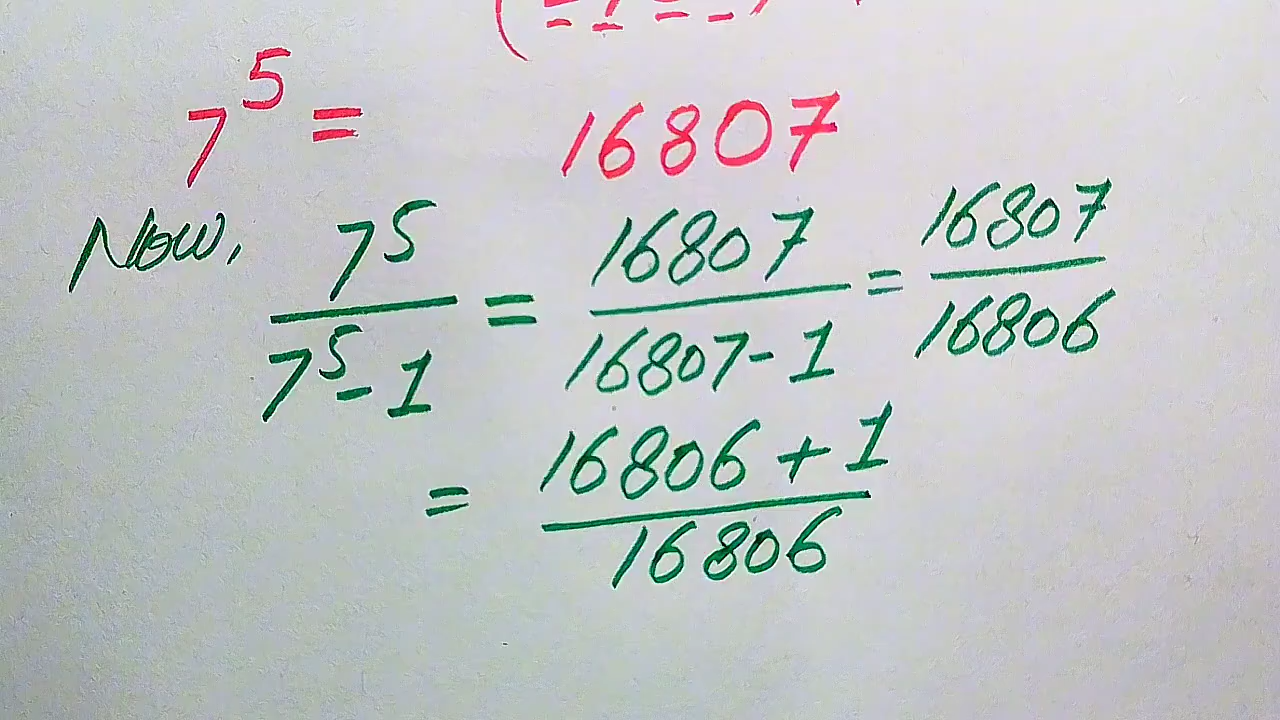 7^5 = 16807
Now, 7^5 / 7^5 - 1 = 16807 / 16807 - 1 = 16807 / 16806
= 16806 + 1 / 16806